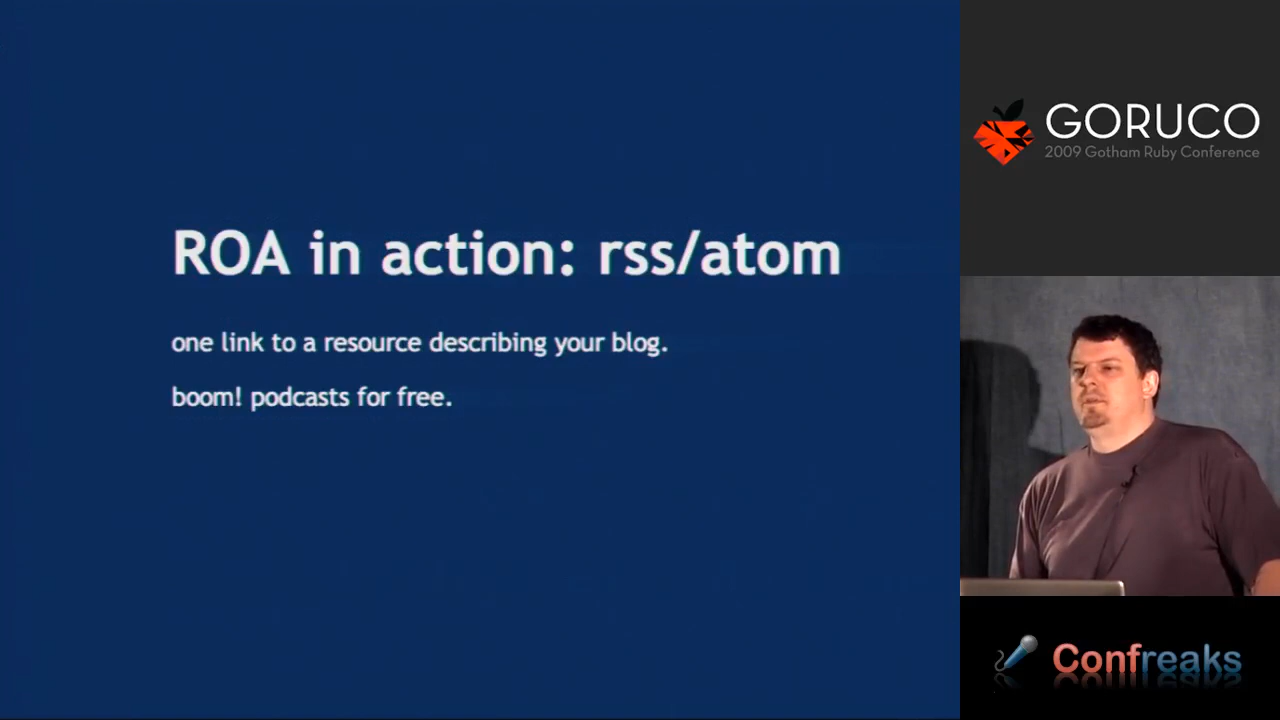 ROA in action: rss/atom
one link to a resource describing your blog.
boom! podcasts for free.
GORUCO
2009 Gotham Ruby Conference
Confreaks